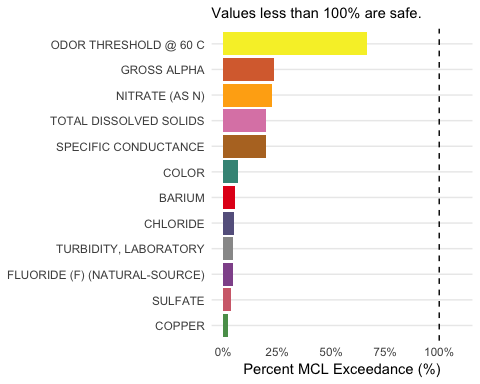 Values less than 100% are safe.
ODOR THRESHOLD @ 60 C
GROSS ALPHA
NITRATE (AS N)
TOTAL DISSOLVED SOLIDS
SPECIFIC CONDUCTANCE
COLOR
BARIUM
CHLORIDE
TURBIDITY, LABORATORY
FLUORIDE (F) (NATURAL-SOURCE)
SULFATE
COPPER
0% 25% 50% 75% 100%
Percent MCL Exceedance (%)